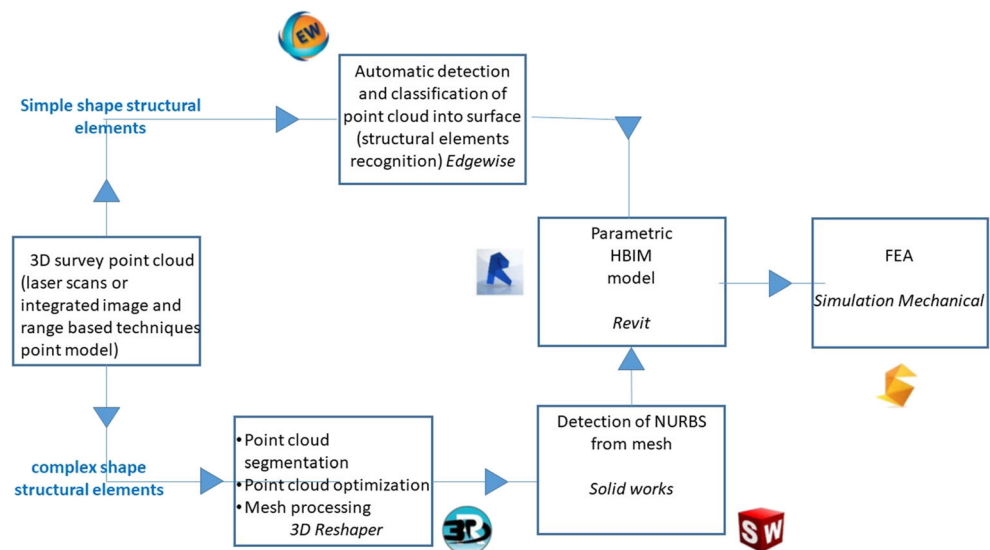 EW
Automatic detection
and classification of
point cloud into surface
(structural elements
recognition) Edgewise
Simple shape structural
elements
3D survey point cloud
(laser scans or
integrated image and
range based techniques
point model)
Parametric
HBIM
model
Revit
R
FEA
Simulation Mechanical
complex shape
structural elements
•Point cloud
segmentation
•Point cloud optimization
•Mesh processing
3D Reshaper
3R
Detection of NURBS
from mesh
Solid works
SW